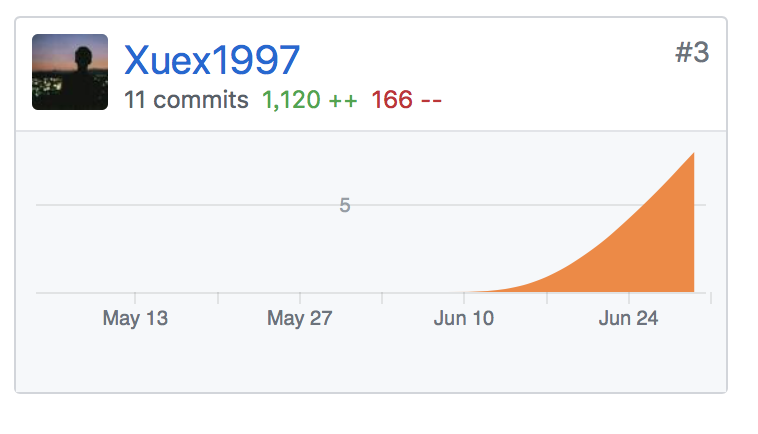 Xuex1997
#3
11 commits 1,120 ++ 166 --
5
May 13 May 27 Jun 10 Jun 24